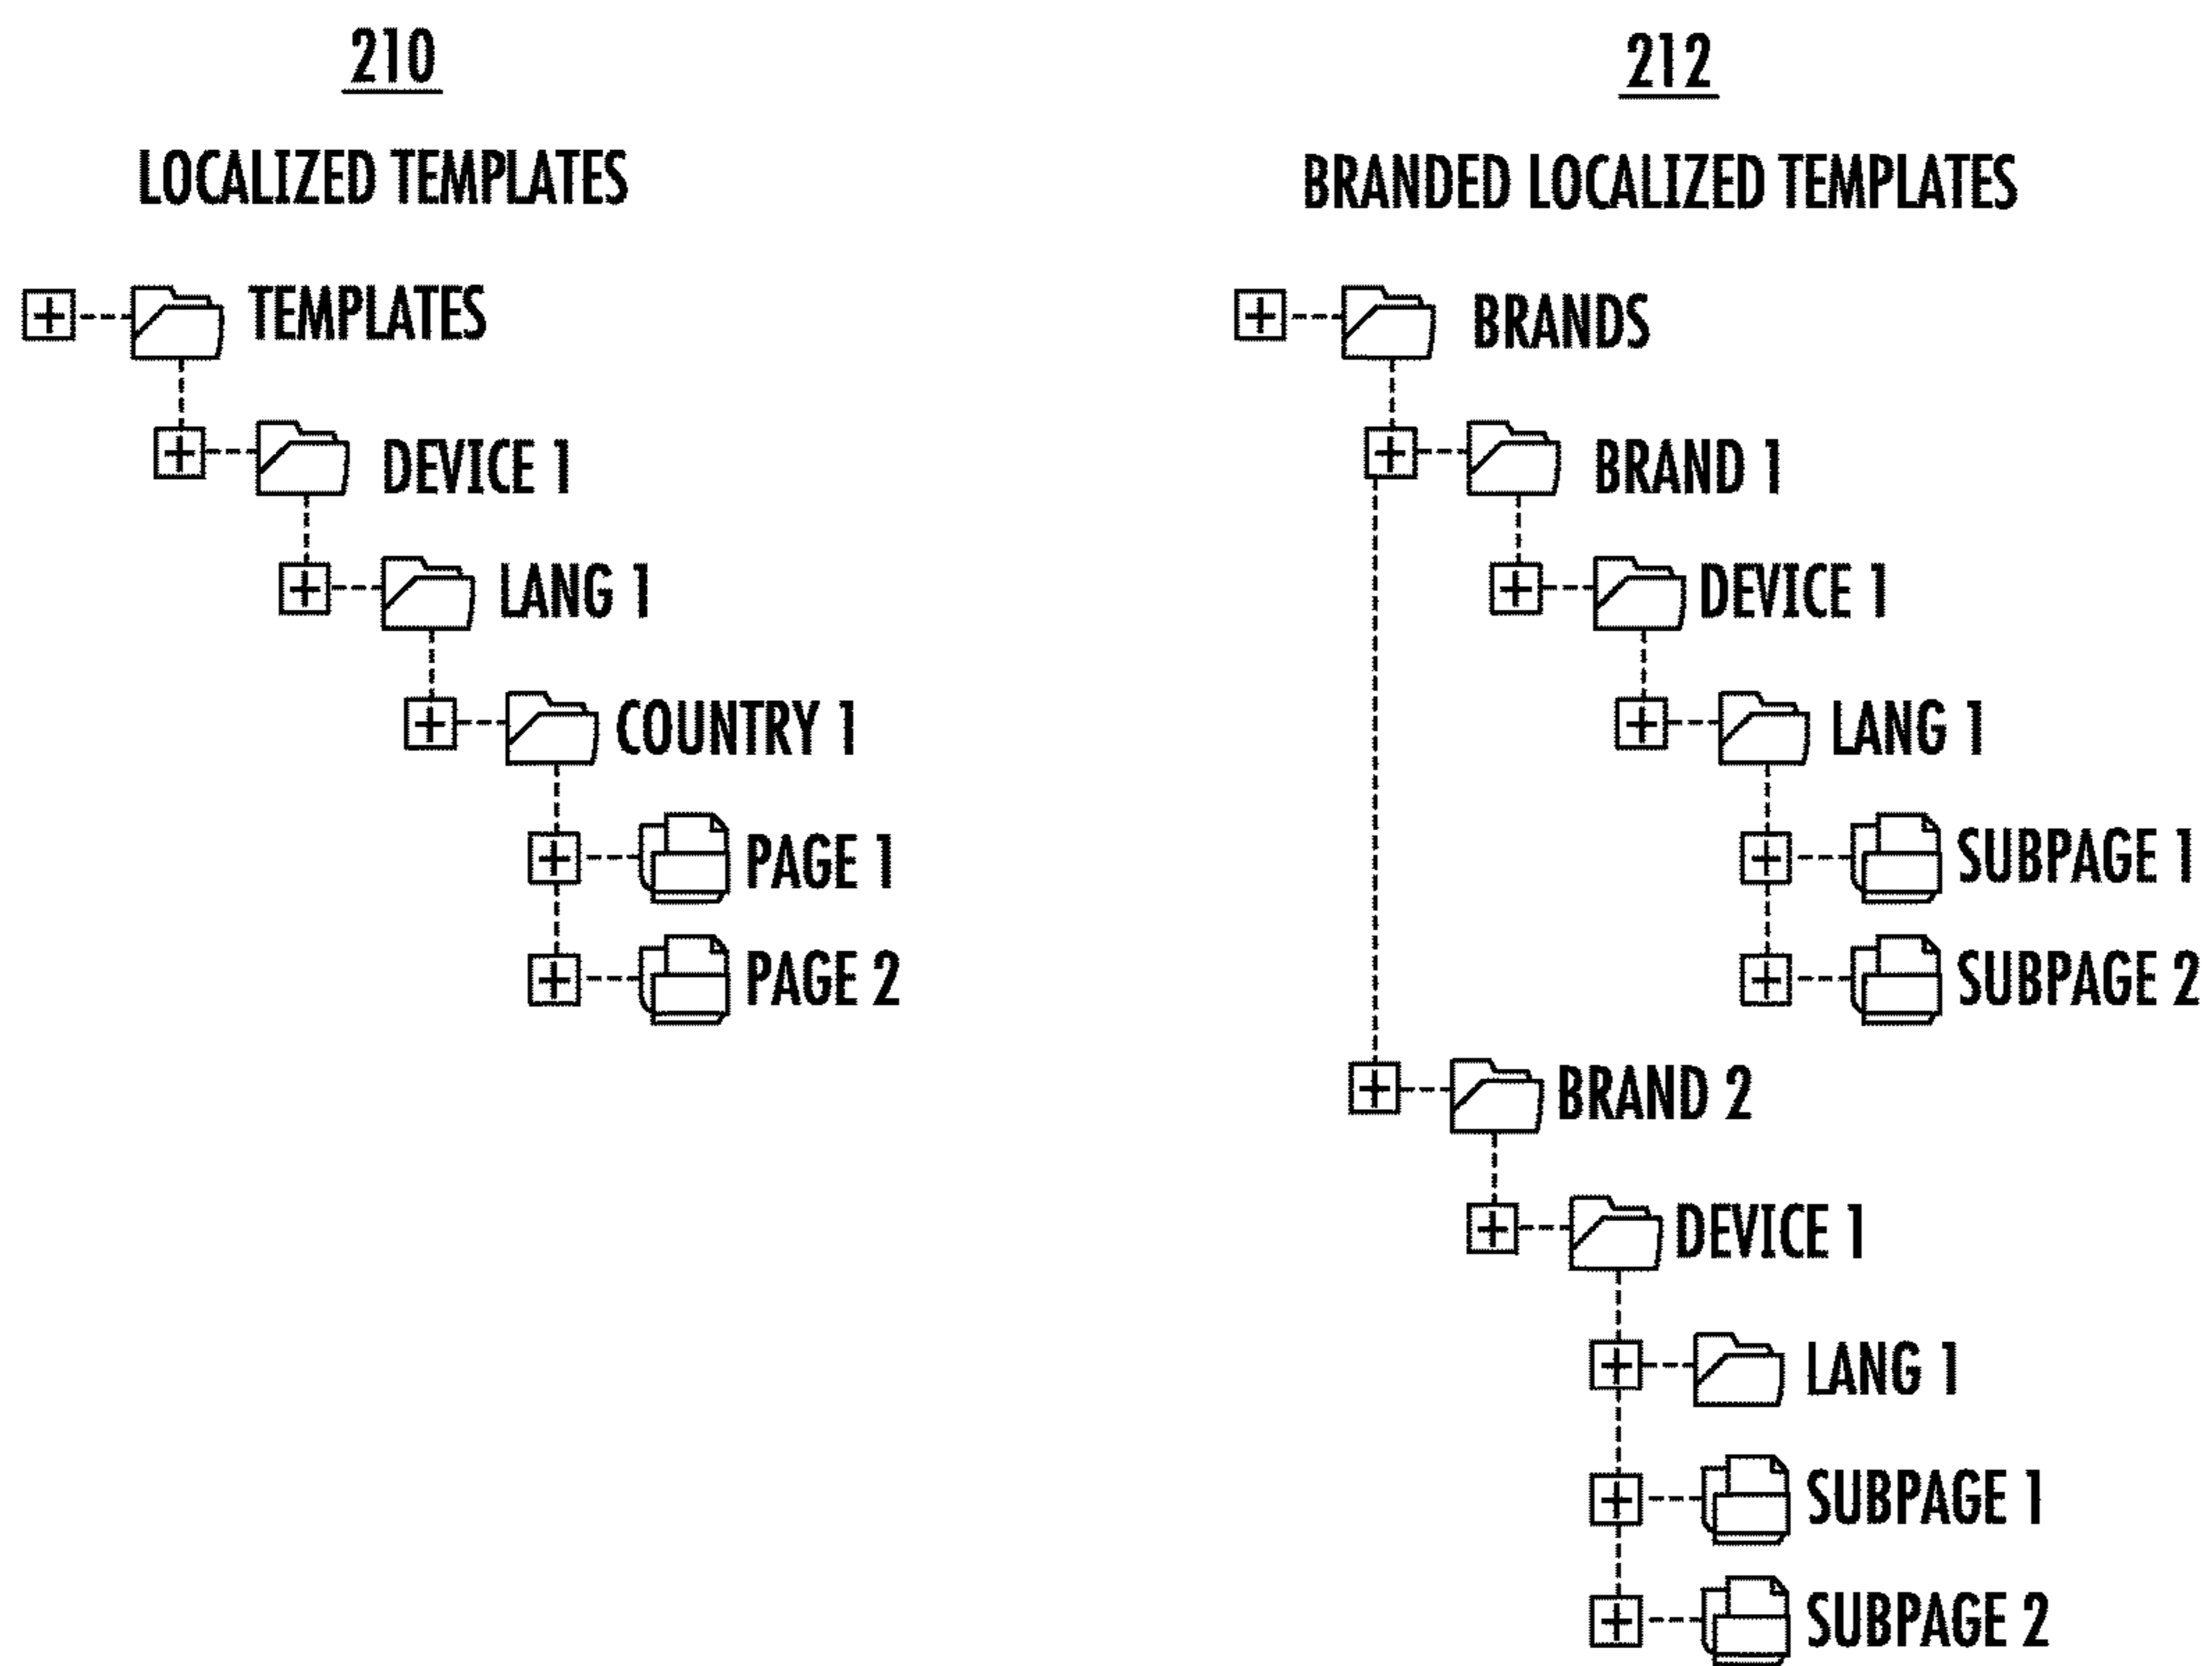 210
LOCALIZED TEMPLATES
TEMPLATES
DEVICE 1
LANG 1
COUNTRY 1
PAGE 1
PAGE 2
212
BRANDED LOCALIZED TEMPLATES
BRANDS
BRAND 1
DEVICE 1
LANG 1
SUBPAGE 1
SUBPAGE 2
BRAND 2
DEVICE 1
LANG 1
SUBPAGE 1
SUBPAGE 2